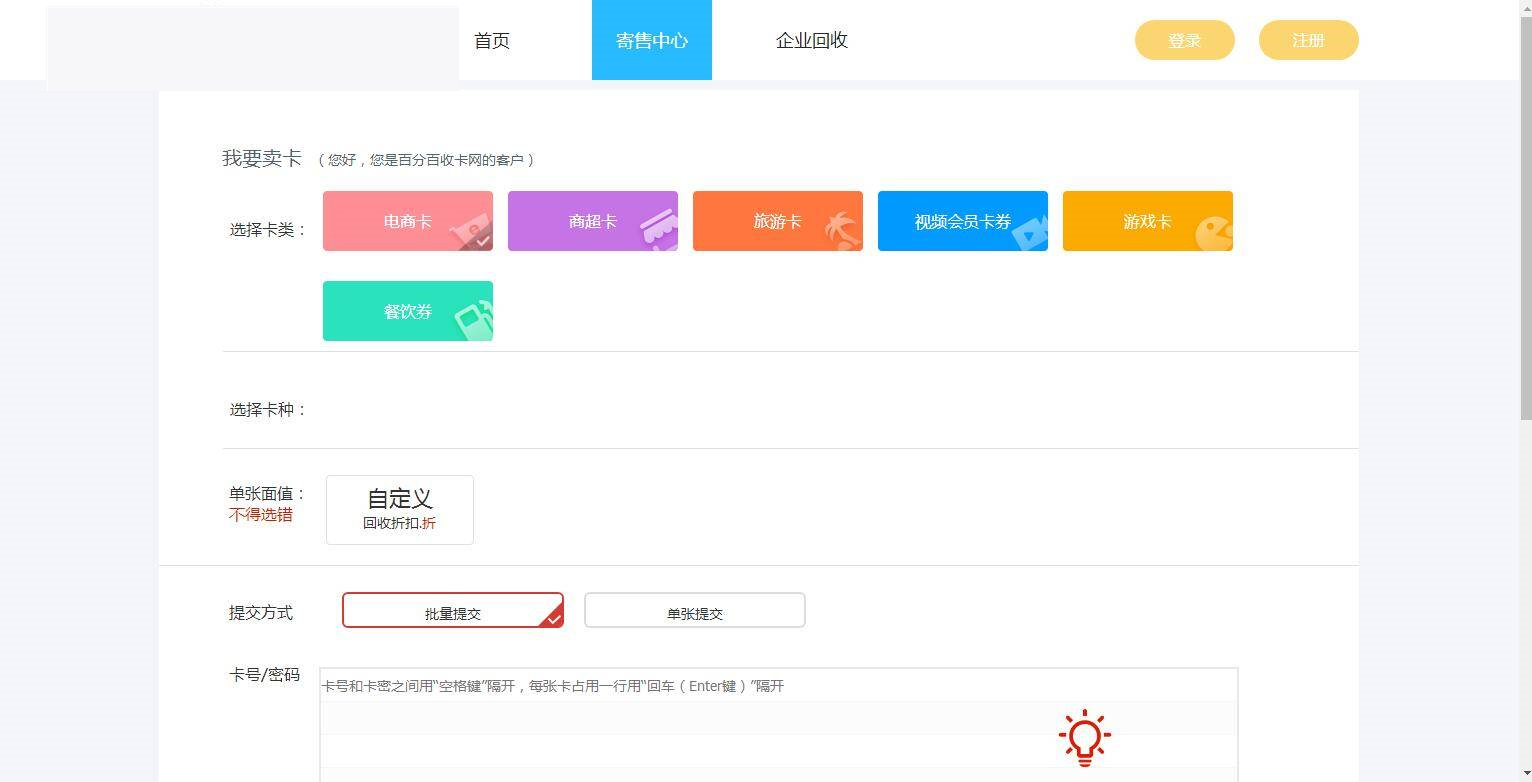 首页
寄售中心
企业回收
登录
注册
我要卖卡 （您好，您是百分百收卡网的客户）
选择卡类：
电商卡
商超卡
旅游卡
视频会员卡券
游戏卡
餐饮券
选择卡种：
单张面值：
不得选错
自定义
回收折扣.折
提交方式
批量提交
单张提交
卡号/密码
卡号和卡密之间用“空格键”隔开，每张卡占用一行用“回车（Enter键）”隔开